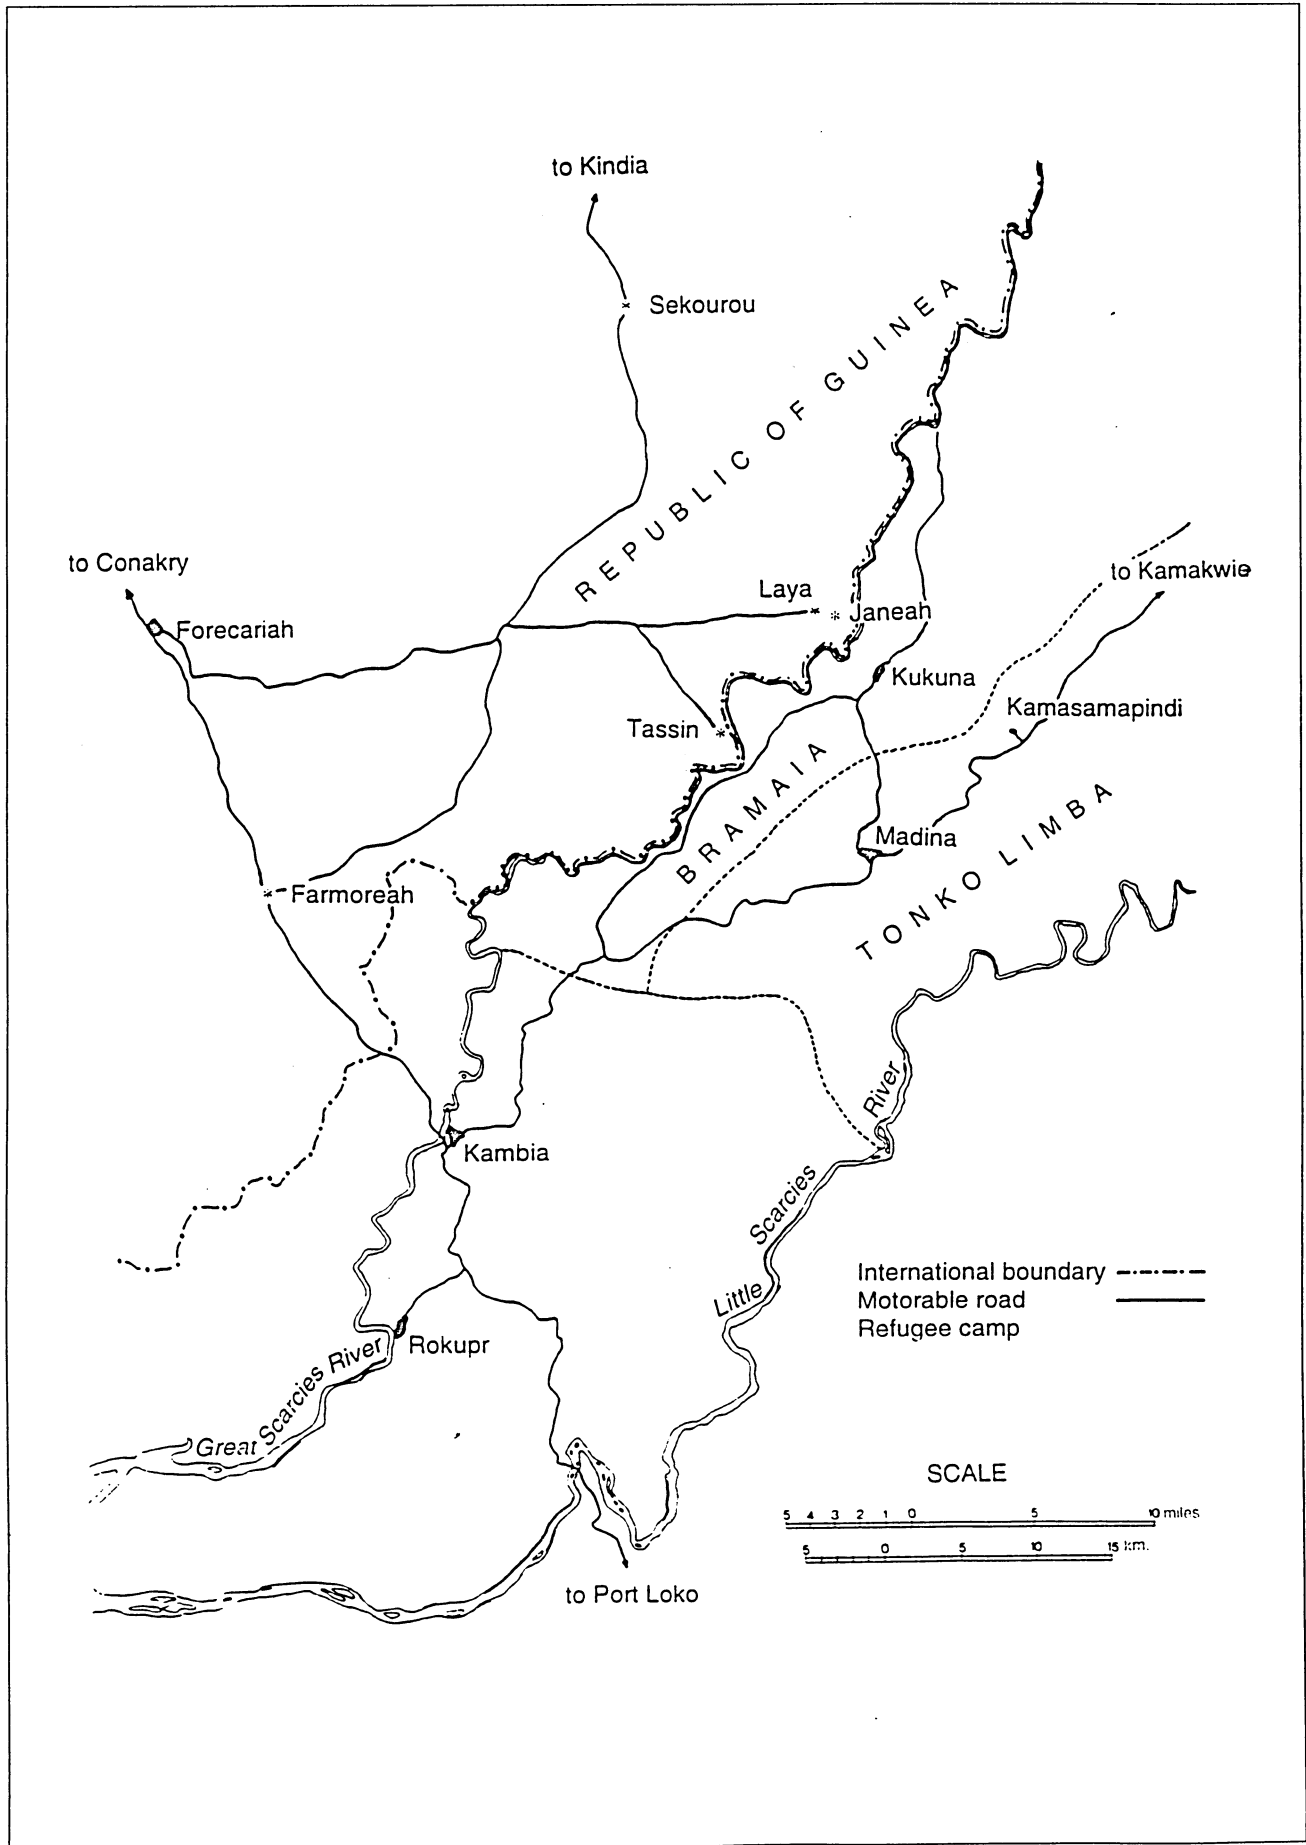 to Kindia
Sekourou
REPUBLIC OF GUINEA
to Conakry
Forecariah
Laya
Janeah
to Kamakwie
Kukuna
Kamasamapindi
Tassin
BRAMAIA
Madina
TONKO LIMBA
Farmoreah
Kambia
Little Scarcies River
International boundary
Motorable road
Refugee camp
Rokupr
Great Scarcies River
SCALE
5 4 3 2 1 0 5 10 miles
5 0 5 10 15 km.
to Port Loko